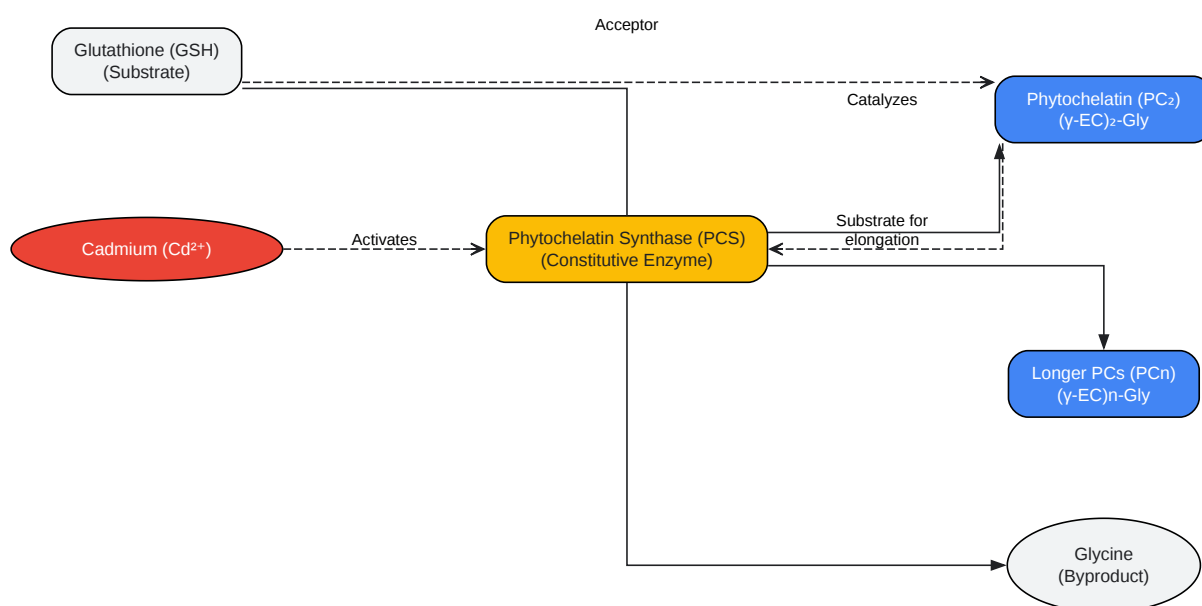 Acceptor
Glutathione (GSH)
(Substrate)
Catalyzes
Phytochelatin (PC₂)
(γ-EC)₂-Gly
Cadmium (Cd²⁺)
Activates
Phytochelatin Synthase (PCS)
(Constitutive Enzyme)
Substrate for
elongation
Longer PCs (PCn)
(γ-EC)n-Gly
Glycine
(Byproduct)